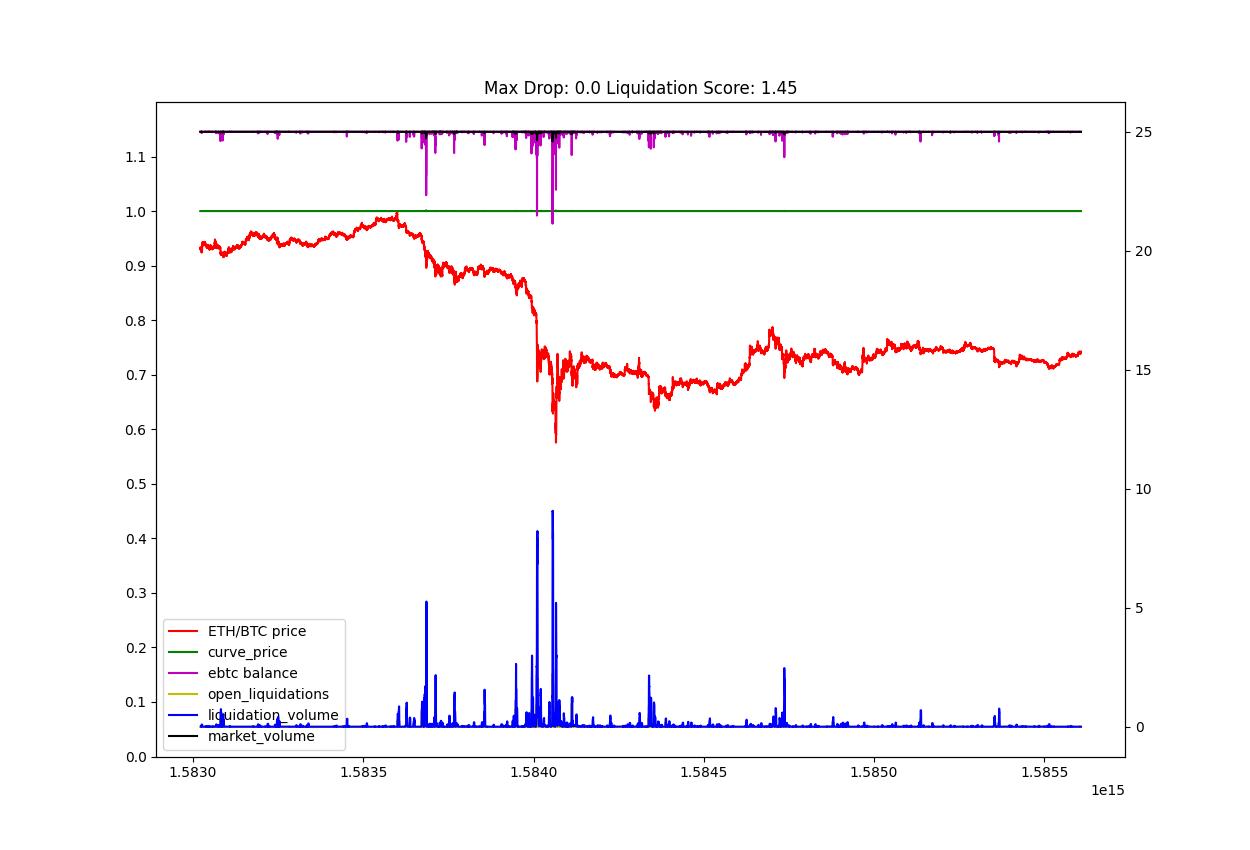 Max Drop: 0.0 Liquidation Score: 1.45
1.1
1.0
0.9
0.8
0.7
0.6
0.5
0.4
0.3
0.2
0.1
0.0
25
20
15
10
5
0
ETH/BTC price
curve_price
ebtc balance
open_liquidations
liquidation_volume
market_volume
1.5830 1.5835 1.5840 1.5845 1.5850 1.5855
1e15